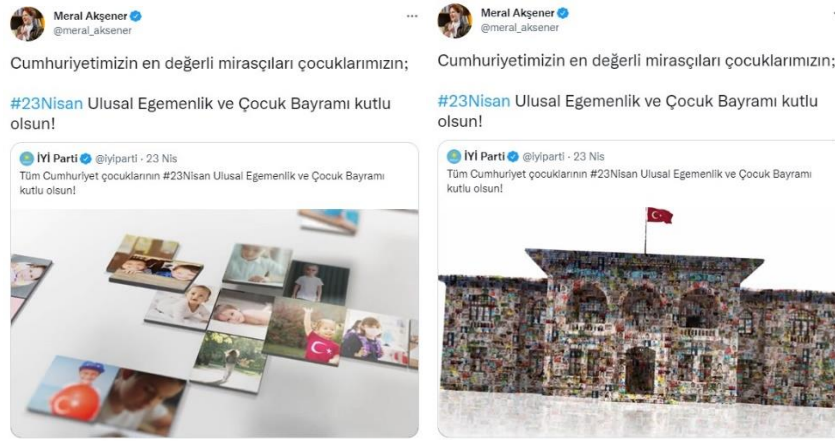 Meral Akşener
@meral_aksener
Cumhuriyetimizin en değerli mirasçıları çocuklarımızın;
#23Nisan Ulusal Egemenlik ve Çocuk Bayramı kutlu
olsun!
İYİ Parti @iyiparti · 23 Nis
Tüm Cumhuriyet çocuklarının #23Nisan Ulusal Egemenlik ve Çocuk Bayramı
kutlu olsun!
Meral Akşener
@meral_aksener
Cumhuriyetimizin en değerli mirasçıları çocuklarımızın;
#23Nisan Ulusal Egemenlik ve Çocuk Bayramı kutlu
olsun!
İYİ Parti @iyiparti · 23 Nis
Tüm Cumhuriyet çocuklarının #23Nisan Ulusal Egemenlik ve Çocuk Bayramı
kutlu olsun!